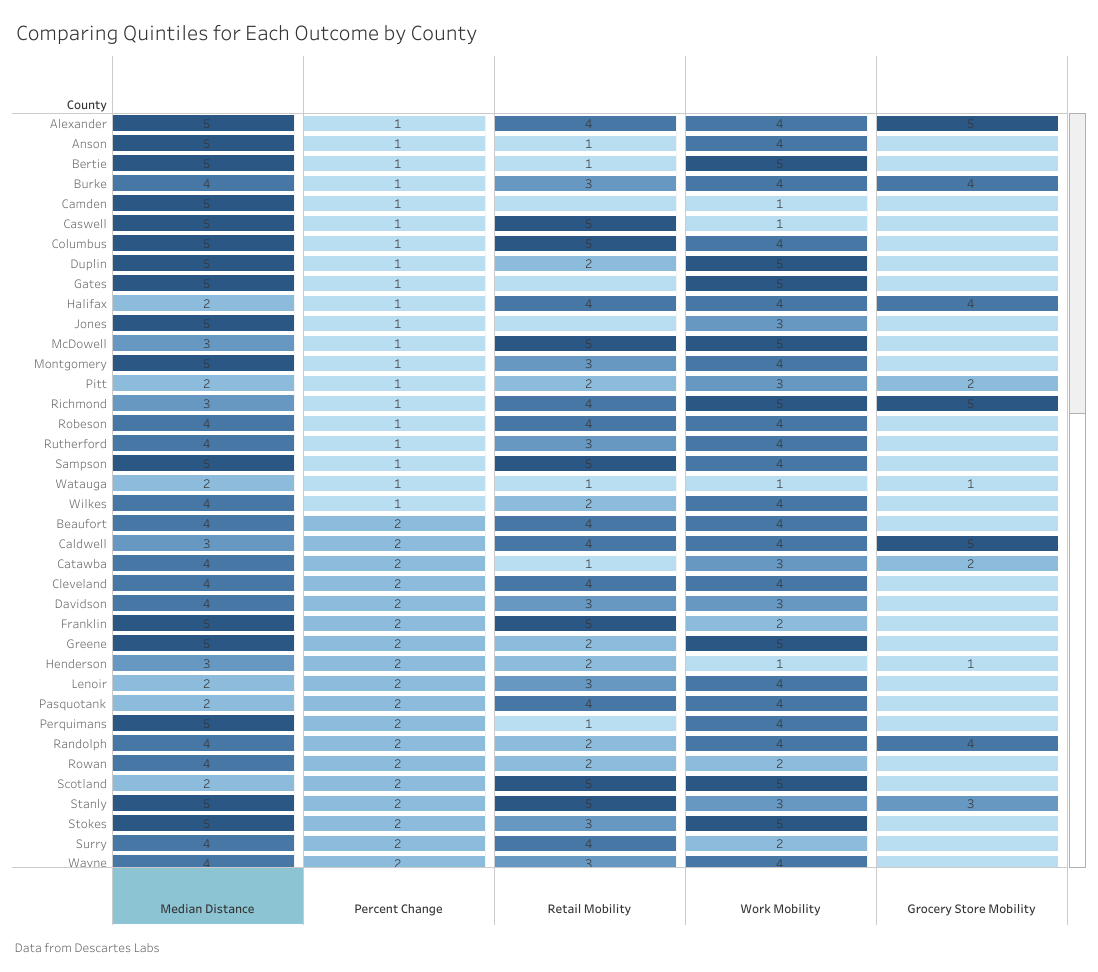 Comparing Quintiles for Each Outcome by County
County
Alexander 5 1 4 4 5
Anson 5 1 1 4
Bertie 5 1 1 5
Burke 4 1 3 4 4
Camden 5 1 1
Caswell 5 1 5 1
Columbus 5 1 5 4
Duplin 5 1 2 5
Gates 5 1 5
Halifax 2 1 4 4 4
Jones 5 1 3
McDowell 3 1 5 5
Montgomery 5 1 3 4
Pitt 2 1 2 3 2
Richmond 3 1 4 5 5
Robeson 4 1 4 4
Rutherford 4 1 3 4
Sampson 5 1 5 4
Watauga 2 1 1 1 1
Wilkes 4 1 2 4
Beaufort 4 2 4 4
Caldwell 3 2 4 4 5
Catawba 4 2 1 3 2
Cleveland 4 2 4 4
Davidson 4 2 3 3
Franklin 5 2 5 2
Greene 5 2 2 5
Henderson 3 2 2 1 1
Lenoir 2 2 3 4
Pasquotank 2 2 4 4
Perquimans 5 2 1 4
Randolph 4 2 2 4 4
Rowan 4 2 2 2
Scotland 2 2 5 5
Stanly 5 2 5 3 3
Stokes 5 2 3 5
Surry 4 2 4 2
Wayne 4 2 3 4
Median Distance Percent Change Retail Mobility Work Mobility Grocery Store Mobility
Data from Descartes Labs